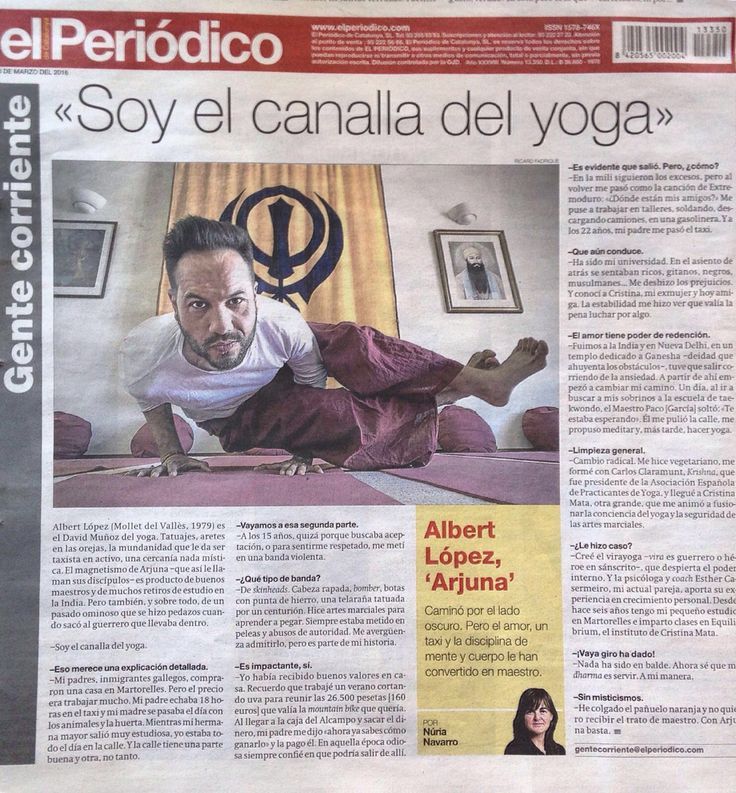 el Periódico
de Catalunya
DE MARZO DEL 2016
www.elperiodico.com
ISSN 1578-746X
13350
8 420565 002004
«Soy el canalla del yoga»
Gente corriente
RICARD FADRIQUE
Albert López (Mollet del Vallès, 1979) es
el David Muñoz del yoga. Tatuajes, aretes
en las orejas, la mundanidad que le da ser
taxista en activo, una cercanía nada místi-
ca. El magnetismo de Arjuna –que así le lla-
man sus discípulos– es producto de buenos
maestros y de muchos retiros de estudio en
la India. Pero también, y sobre todo, de un
pasado ominoso que se hizo pedazos cuan-
do sacó al guerrero que llevaba dentro.
–Soy el canalla del yoga.
–Eso merece una explicación detallada.
–Mi padres, inmigrantes gallegos, compra-
ron una casa en Martorelles. Pero el precio
era trabajar mucho. Mi padre echaba 18 ho-
ras en el taxi y mi madre se pasaba el día con
los animales y la huerta. Mientras mi herma-
na mayor salió muy estudiosa, yo estaba to-
do el día en la calle. Y la calle tiene una parte
buena y otra, no tanto.
–Vayamos a esa segunda parte.
–A los 15 años, quizá porque buscaba acep-
tación, o para sentirme respetado, me metí
en una banda violenta.
–¿Qué tipo de banda?
–De skinheads. Cabeza rapada, bomber, botas
con punta de hierro, una telaraña tatuada
por un centurión. Hice artes marciales para
aprender a pegar. Siempre estaba metido en
peleas y abusos de autoridad. Me avergüen-
za admitirlo, pero es parte de mi historia.
–Es impactante, sí.
–Yo había recibido buenos valores en ca-
sa. Recuerdo que trabajé un verano cortan-
do uva para reunir las 26.500 pesetas [160
euros] que valía la mountain bike que quería.
Al llegar a la caja del Alcampo y sacar el di-
nero, mi padre me dijo «ahora ya sabes cómo
ganarlo» y la pagó él. En aquella época odio-
sa siempre confié en que podría salir de allí.
Albert
López,
‘Arjuna’
Caminó por el lado
oscuro. Pero el amor, un
taxi y la disciplina de
mente y cuerpo le han
convertido en maestro.
POR
Núria
Navarro
–Es evidente que salió. Pero, ¿cómo?
–En la mili siguieron los excesos, pero al
volver me pasó como la canción de Extre-
moduro: «¿Dónde están mis amigos?» Me
puse a trabajar en talleres, soldando, des-
cargando camiones, en una gasolinera. Y a
los 22 años, mi padre me pasó el taxi.
–Que aún conduce.
–Ha sido mi universidad. En el asiento de
atrás se sentaban ricos, gitanos, negros,
musulmanes... Me deshizo los prejuicios.
Y conocí a Cristina, mi exmujer y hoy ami-
ga. La estabilidad me hizo ver que valía la
pena luchar por algo.
–El amor tiene poder de redención.
–Fuimos a la India y en Nueva Delhi, en un
templo dedicado a Ganesha –deidad que
ahuyenta los obstáculos–, tuve que salir co-
rriendo de la ansiedad. A partir de ahí em-
pezó a cambiar mi camino. Un día, al ir a
buscar a mis sobrinos a la escuela de tae-
kwondo, el Maestro Paco [García] soltó: «Te
estaba esperando». Él me pulió la calle, me
propuso meditar y, más tarde, hacer yoga.
–Limpieza general.
–Cambio radical. Me hice vegetariano, me
formé con Carlos Claramunt, Krishna, que
fue presidente de la Asociación Española
de Practicantes de Yoga, y llegué a Cristina
Mata, otra grande, que me animó a fusio-
nar la conciencia del yoga y la seguridad de
las artes marciales.
–¿Le hizo caso?
–Creé el virayoga –vira es guerrero o hé-
roe en sánscrito–, que despierta el poder
interno. Y la psicóloga y coach Esther Ca-
sermeiro, mi actual pareja, aporta su ex-
periencia en crecimiento personal. Desde
hace seis años tengo mi pequeño estudio
en Martorelles e imparto clases en Equili-
brium, el instituto de Cristina Mata.
–¡Vaya giro ha dado!
–Nada ha sido en balde. Ahora sé que m
dharma es servir. A mi manera.
–Sin misticismos.
–He colgado el pañuelo naranja y no quie
ro recibir el trato de maestro. Con Arju
na basta.
gentecorriente@elperiodico.com